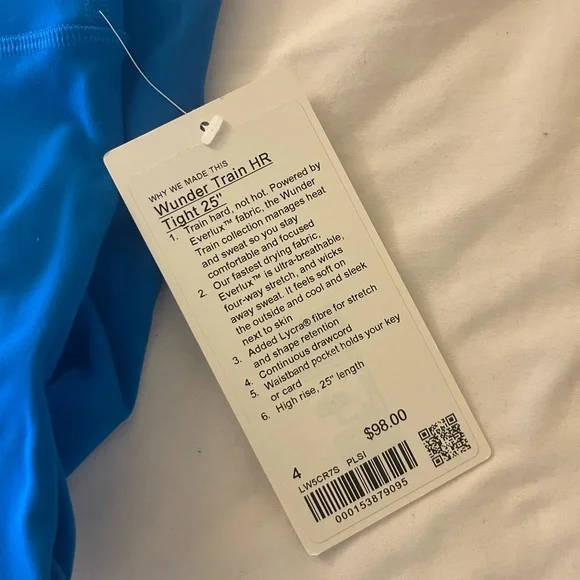 WHY WE MADE THIS
Wunder Train HR
Tight 25"
1. Train hard, not hot. Powered by
Everlux™ fabric, the Wunder
Train collection manages heat
and sweat so you stay
comfortable and focused
2. Our fastest drying fabric,
Everlux™ is ultra-breathable,
four-way stretch, and wicks
away sweat. It feels soft on
the outside and cool and sleek
next to skin
3. Added Lycra® fibre for stretch
and shape retention
4. Continuous drawcord
5. Waistband pocket holds your key
or card
6. High rise, 25" length
$98.00
4
LW5CR7S PLSI
000153879095